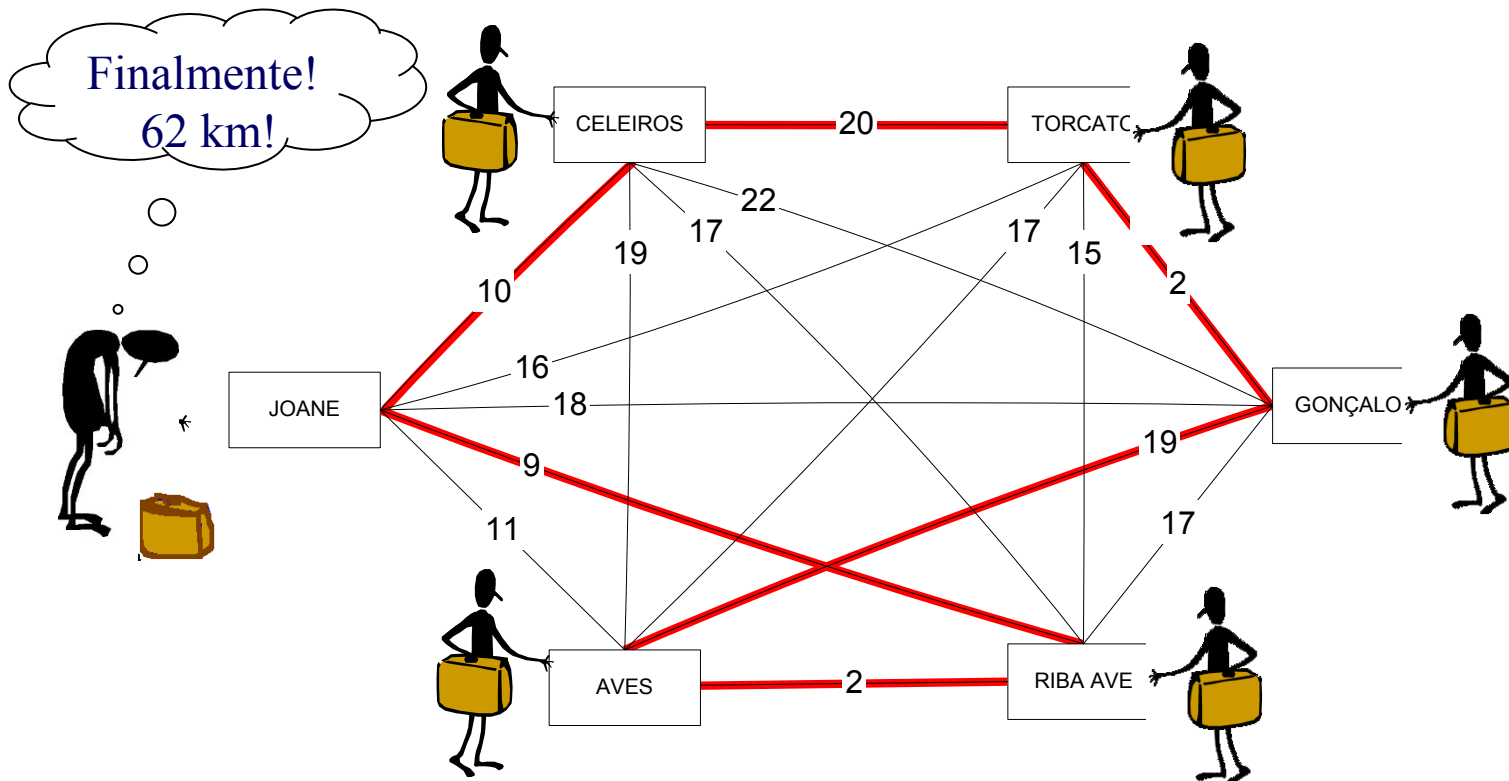 Finalmente!
62 km!
CELEIROS
20
TORCATO
22
19
17
17
15
10
2
16
JOANE
18
GONÇALO
9
19
11
17
AVES
2
RIBA AVE